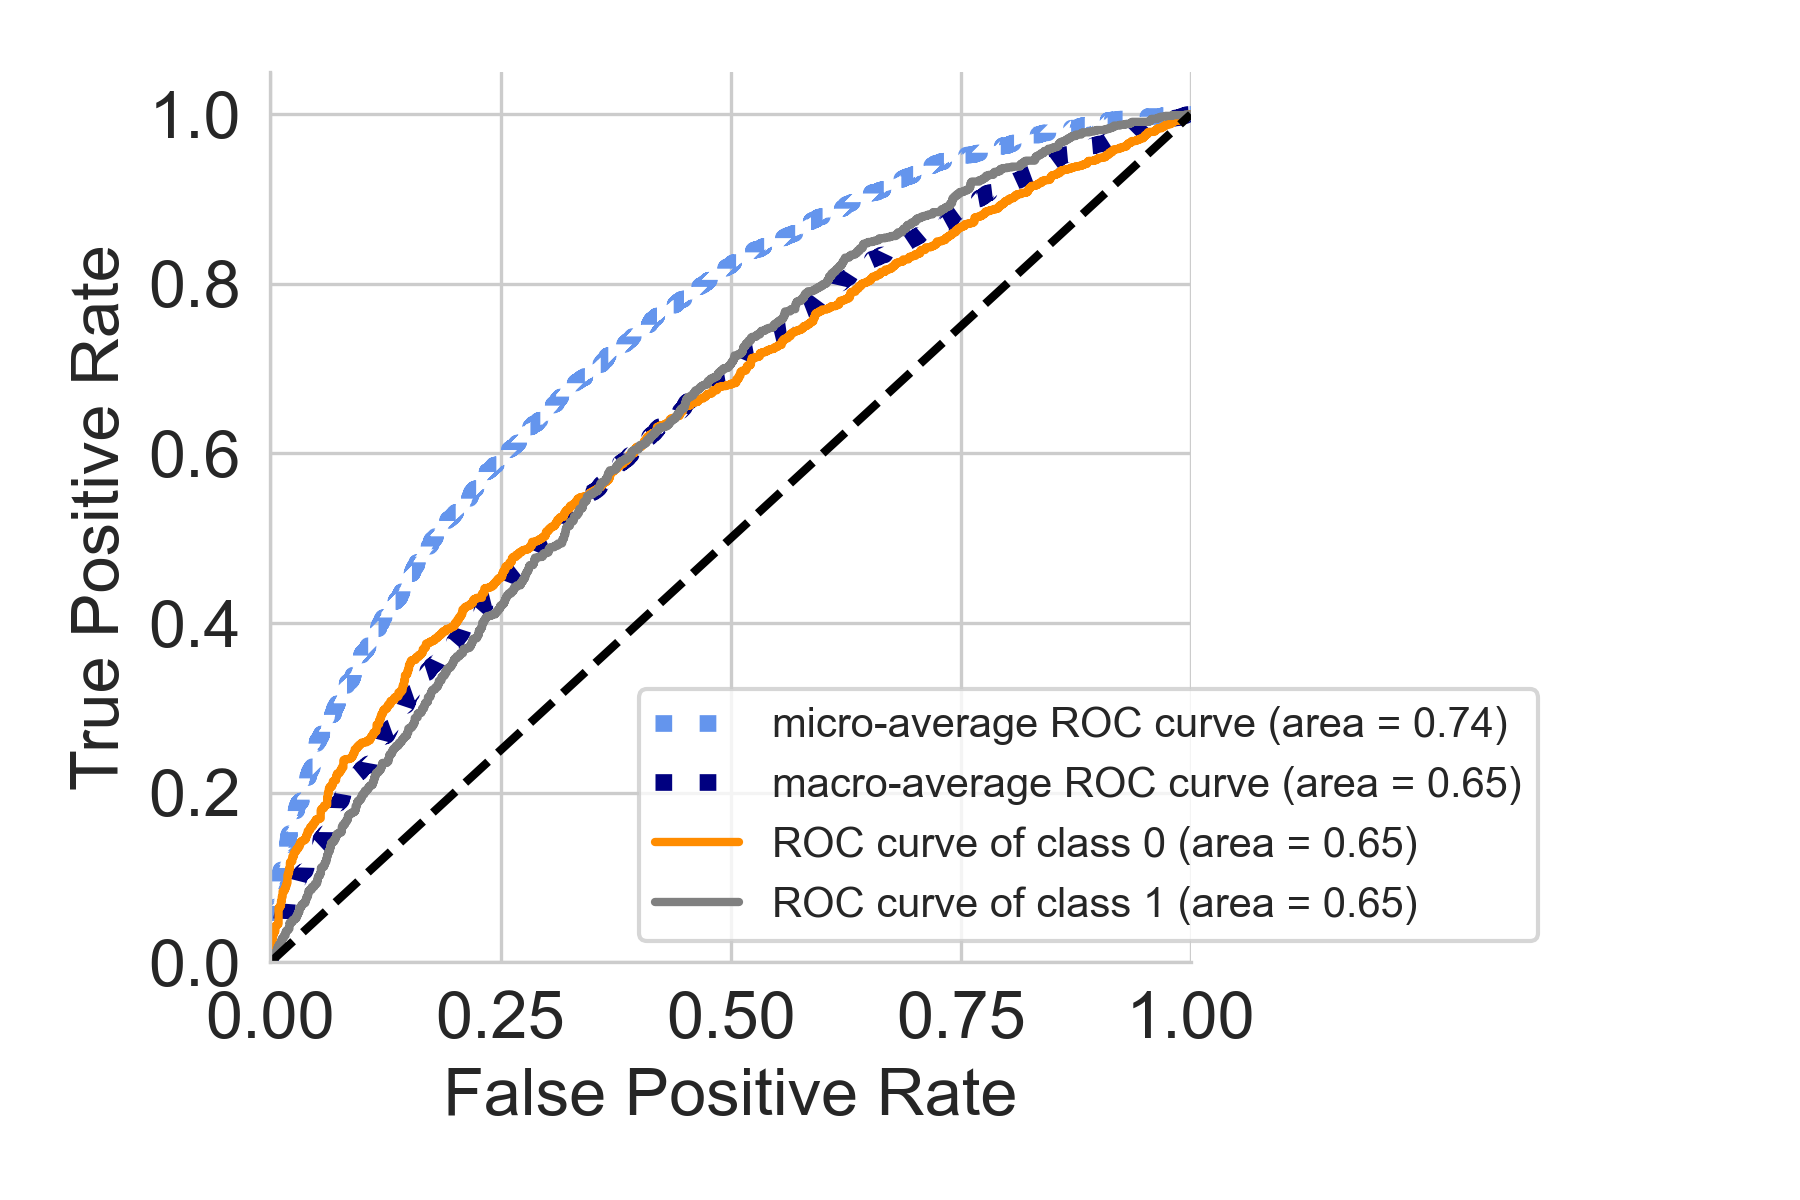 1.0
0.8
0.6
0.4
0.2
0.0
True Positive Rate
micro-average ROC curve (area = 0.74)
macro-average ROC curve (area = 0.65)
ROC curve of class 0 (area = 0.65)
ROC curve of class 1 (area = 0.65)
0.00 0.25 0.50 0.75 1.00
False Positive Rate